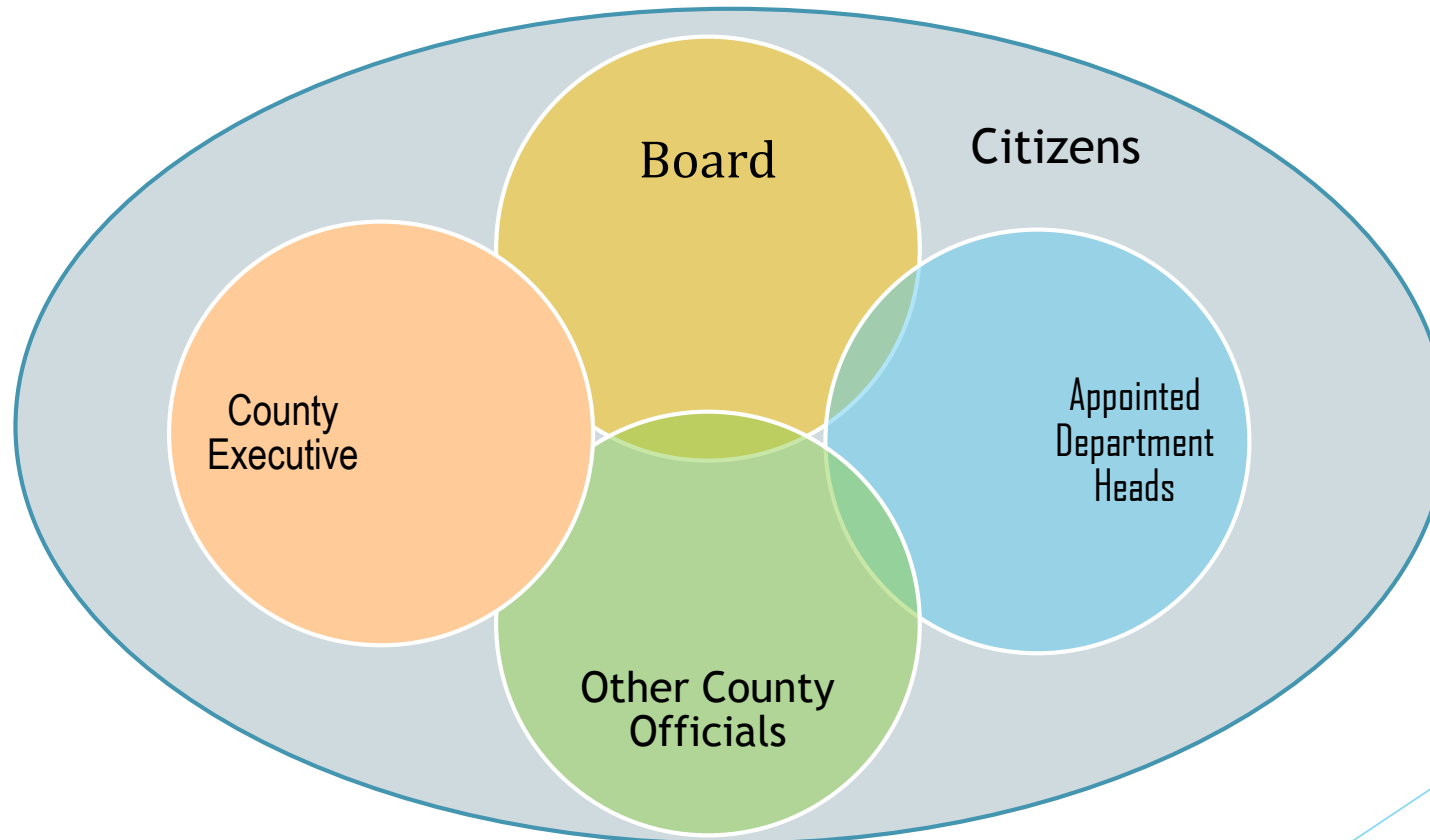 Board
Citizens
County
Executive
Appointed
Department
Heads
Other County
Officials